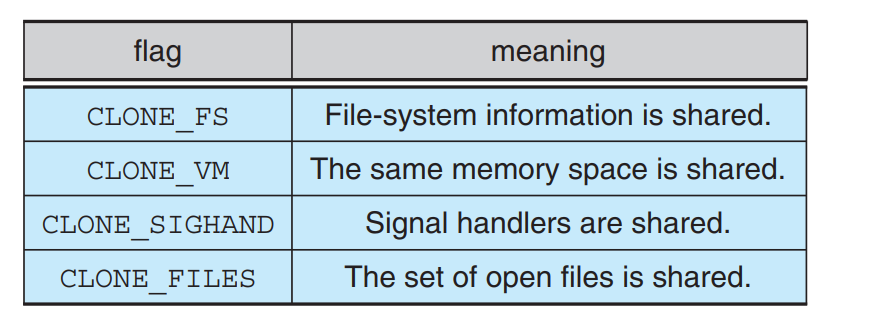 flag meaning
CLONE_FS File-system information is shared.
CLONE_VM The same memory space is shared.
CLONE_SIGHAND Signal handlers are shared.
CLONE_FILES The set of open files is shared.